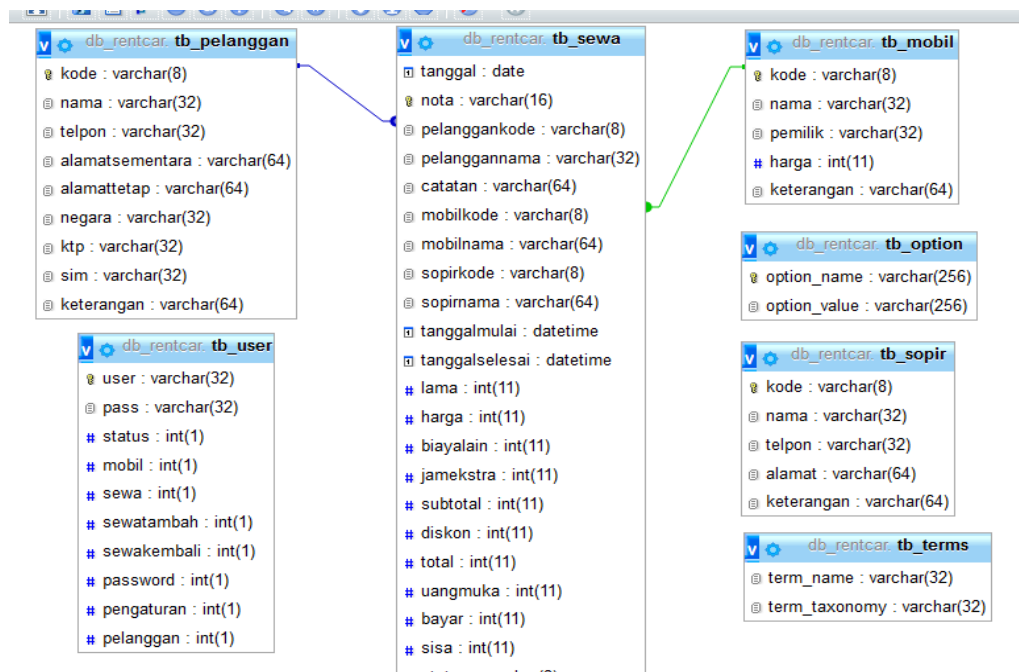 db_rentcar. tb_pelanggan
kode : varchar(8)
nama : varchar(32)
telpon : varchar(32)
alamatsementara : varchar(64)
alamattetap : varchar(64)
negara : varchar(32)
ktp : varchar(32)
sim : varchar(32)
keterangan : varchar(64)
db_rentcar. tb_user
user : varchar(32)
pass : varchar(32)
# status : int(1)
# mobil : int(1)
# sewa : int(1)
# sewatambah : int(1)
# sewakembali : int(1)
# password : int(1)
# pengaturan : int(1)
# pelanggan : int(1)
db_rentcar. tb_sewa
tanggal : date
nota : varchar(16)
pelanggankode : varchar(8)
pelanggannama : varchar(32)
catatan : varchar(64)
mobilkode : varchar(8)
mobilnama : varchar(64)
sopirkode : varchar(8)
sopirnama : varchar(64)
tanggalmulai : datetime
tanggalselesai : datetime
# lama : int(11)
# harga : int(11)
# biayalain : int(11)
# jamekstra : int(11)
# subtotal : int(11)
# diskon : int(11)
# total : int(11)
# uangmuka : int(11)
# bayar : int(11)
# sisa : int(11)
db_rentcar. tb_mobil
kode : varchar(8)
nama : varchar(32)
pemilik : varchar(32)
# harga : int(11)
keterangan : varchar(64)
db_rentcar. tb_option
option_name : varchar(256)
option_value : varchar(256)
db_rentcar. tb_sopir
kode : varchar(8)
nama : varchar(32)
telpon : varchar(32)
alamat : varchar(64)
keterangan : varchar(64)
db_rentcar. tb_terms
term_name : varchar(32)
term_taxonomy : varchar(32)